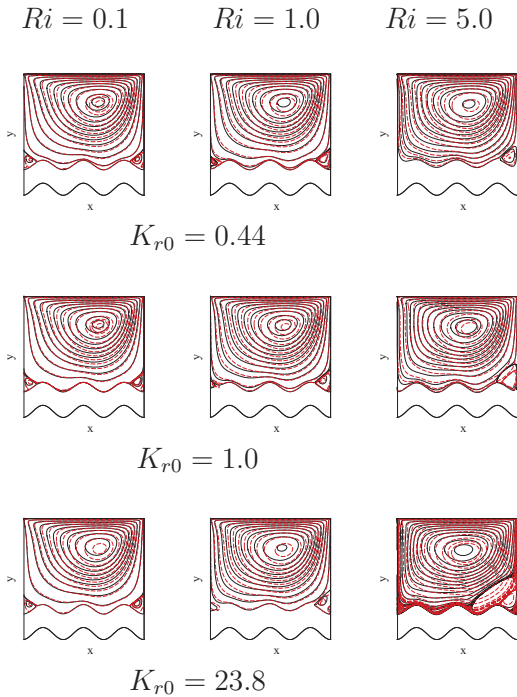 Ri = 0.1 Ri = 1.0 Ri = 5.0
y y y
x x x
K_{r0} = 0.44
y y y
x x x
K_{r0} = 1.0
y y y
x x x
K_{r0} = 23.8